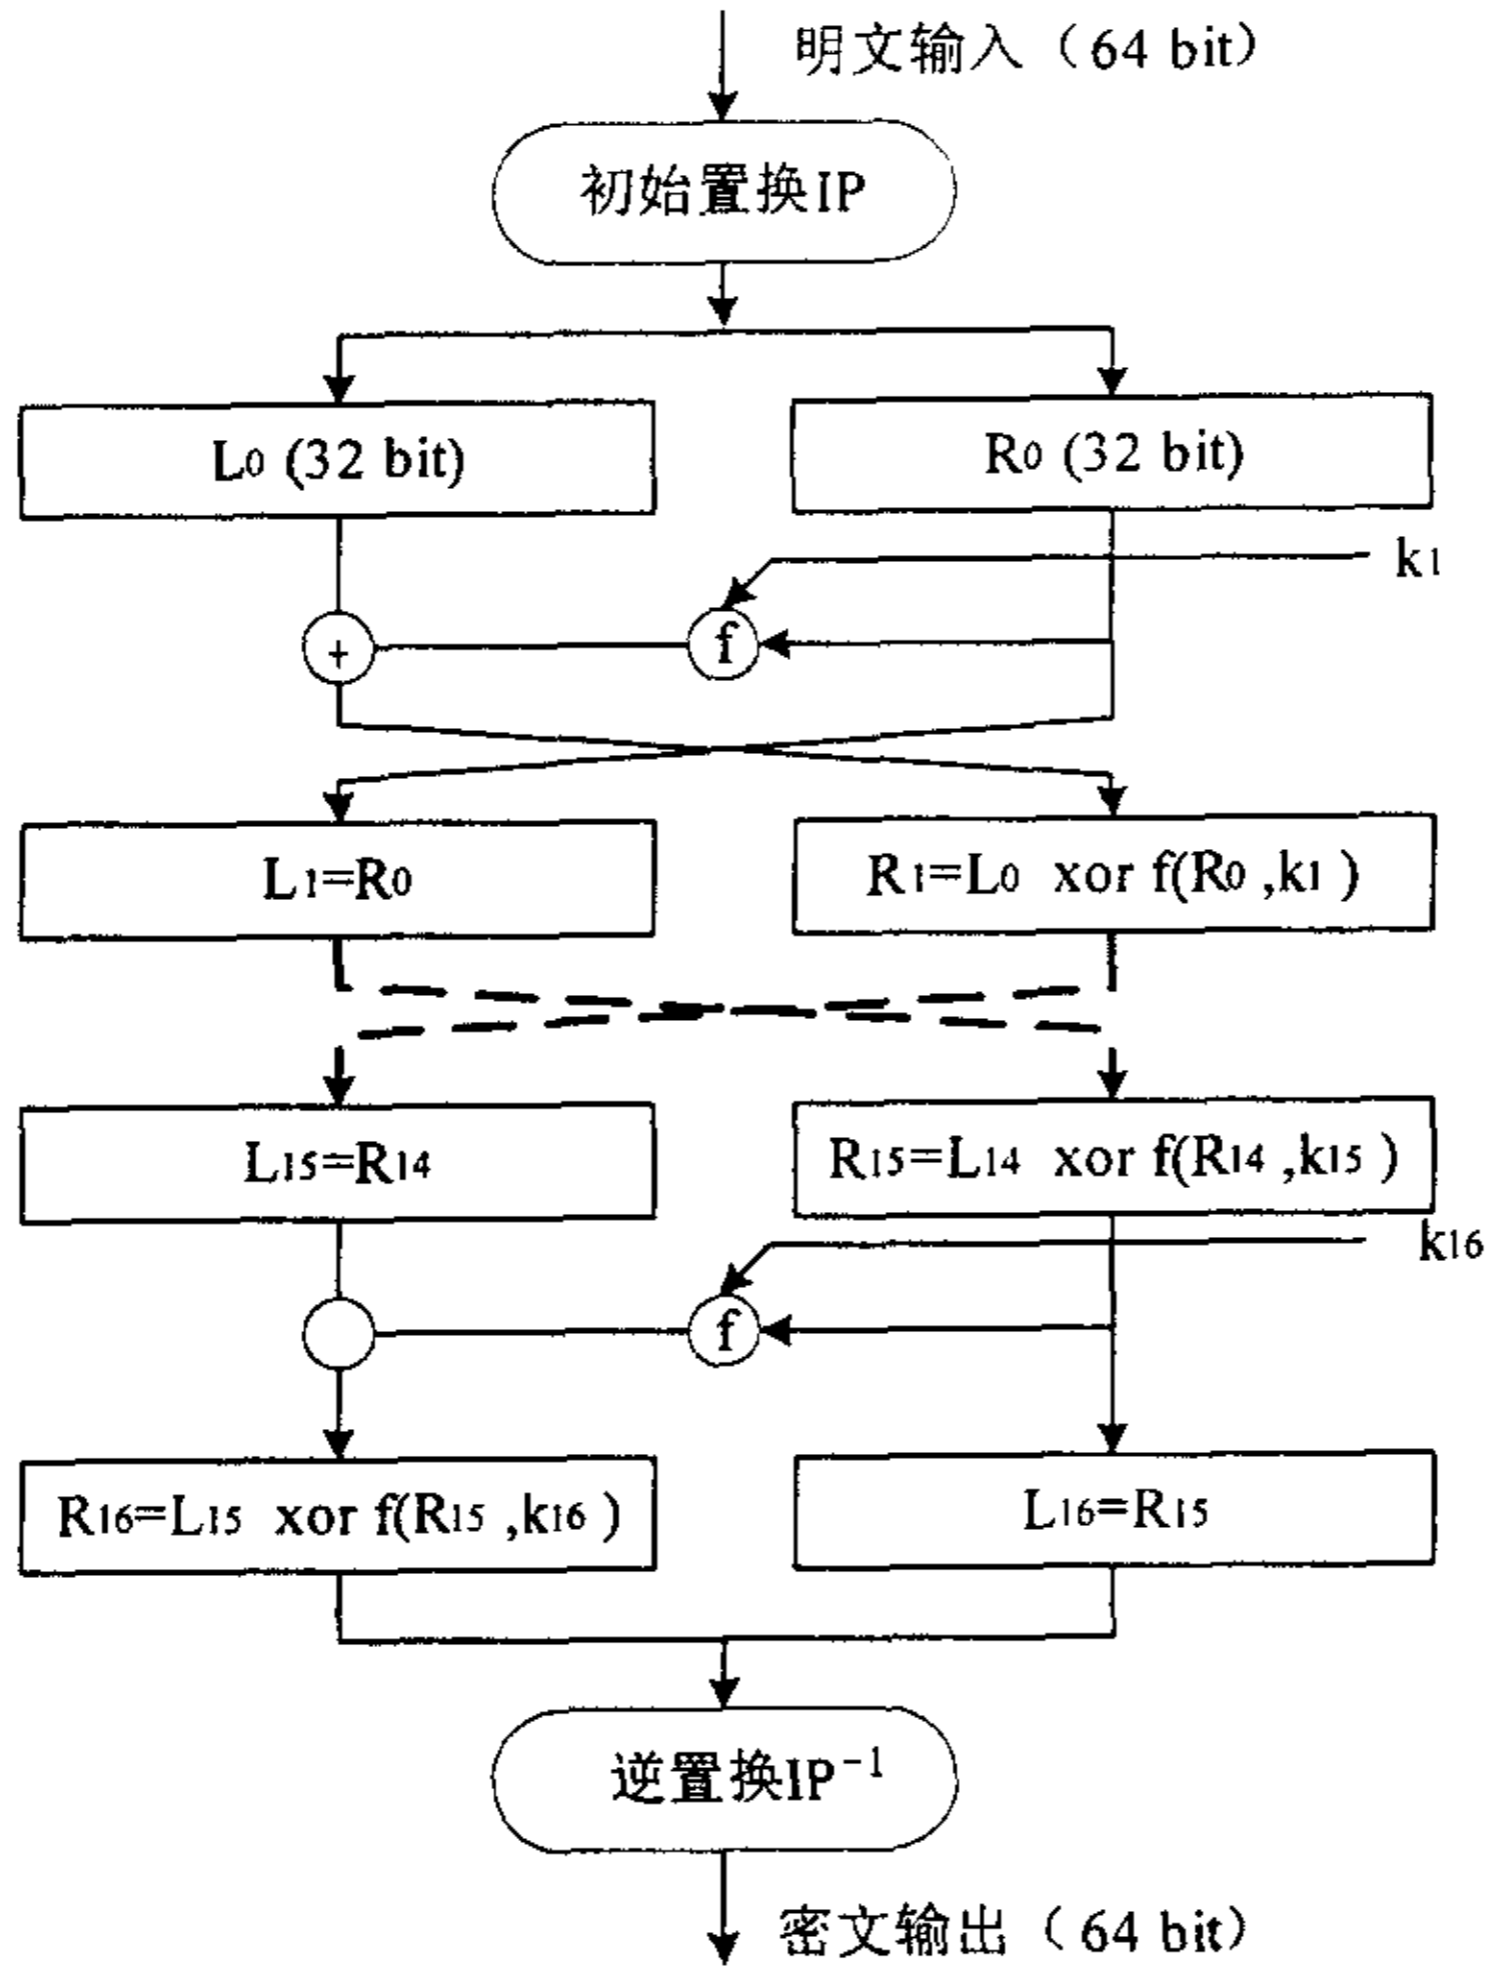 明文输入（64 bit）
初始置换IP
L0 (32 bit)
R0 (32 bit)
k1
+
f
L1=R0
R1=L0 xor f(R0 ,k1 )
L15=R14
R15=L14 xor f(R14 ,k15 )
k16
f
R16=L15 xor f(R15 ,k16 )
L16=R15
逆置换IP⁻¹
密文输出（64 bit）